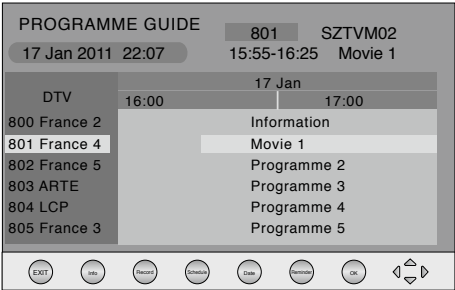 PROGRAMME GUIDE
801 SZTVM02
17 Jan 2011 22:07
15:55-16:25 Movie 1
17 Jan
DTV
16:00 17:00
800 France 2 Information
801 France 4 Movie 1
802 France 5 Programme 2
803 ARTE Programme 3
804 LCP Programme 4
805 France 3 Programme 5
EXIT Info Record Schedule Date Reminder OK